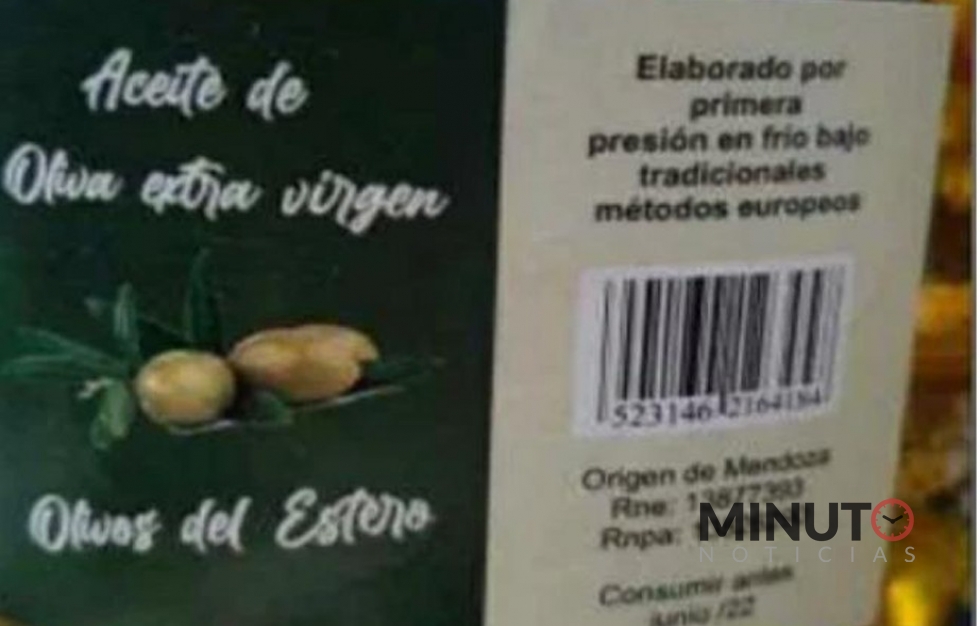 Aceite de
Oliva extra virgen
Olivos del Estero
Elaborado por
primera
presión en frio bajo
tradicionales
métodos europeos
Origen de Mendoza
Rne:
Rnpa:
Consumir antes
junio /22
MINUTO
NOTICIAS